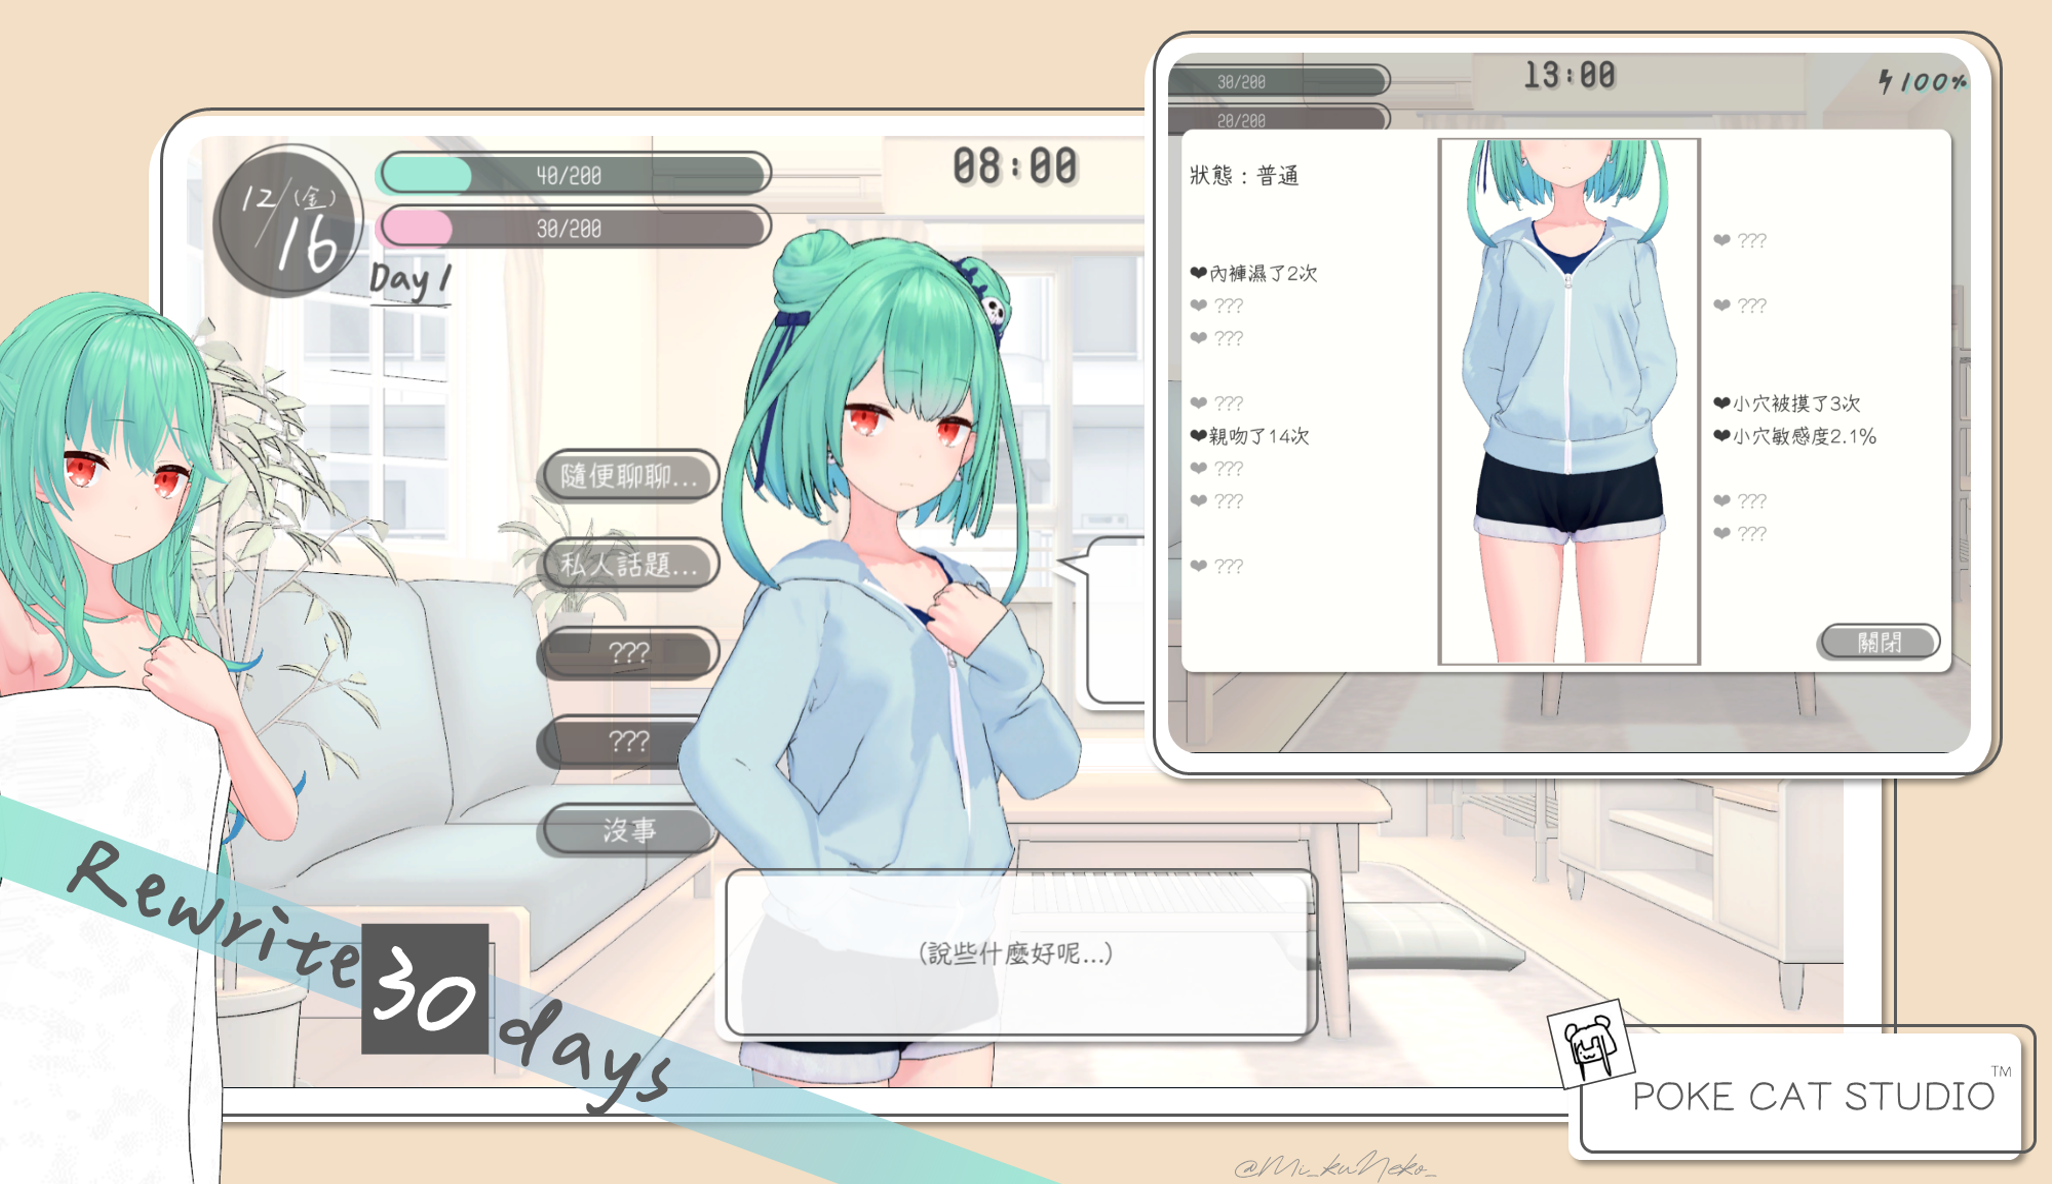 12/16
(金)
40/200
30/200
Day 1
08:00
隨便聊聊...
私人話題...
???
???
沒事
(說些什麼好呢...)
30/200
20/200
13:00
100%
狀態：普通
❤內褲濕了2次
❤ ???
❤ ???
❤ ???
❤親吻了14次
❤ ???
❤ ???
❤ ???
❤ ???
❤ ???
❤小穴被摸了3次
❤小穴敏感度2.1%
❤ ???
❤ ???
關閉
Rewrite 30 days
POKE CAT STUDIO™
@Mi_kuNeko_